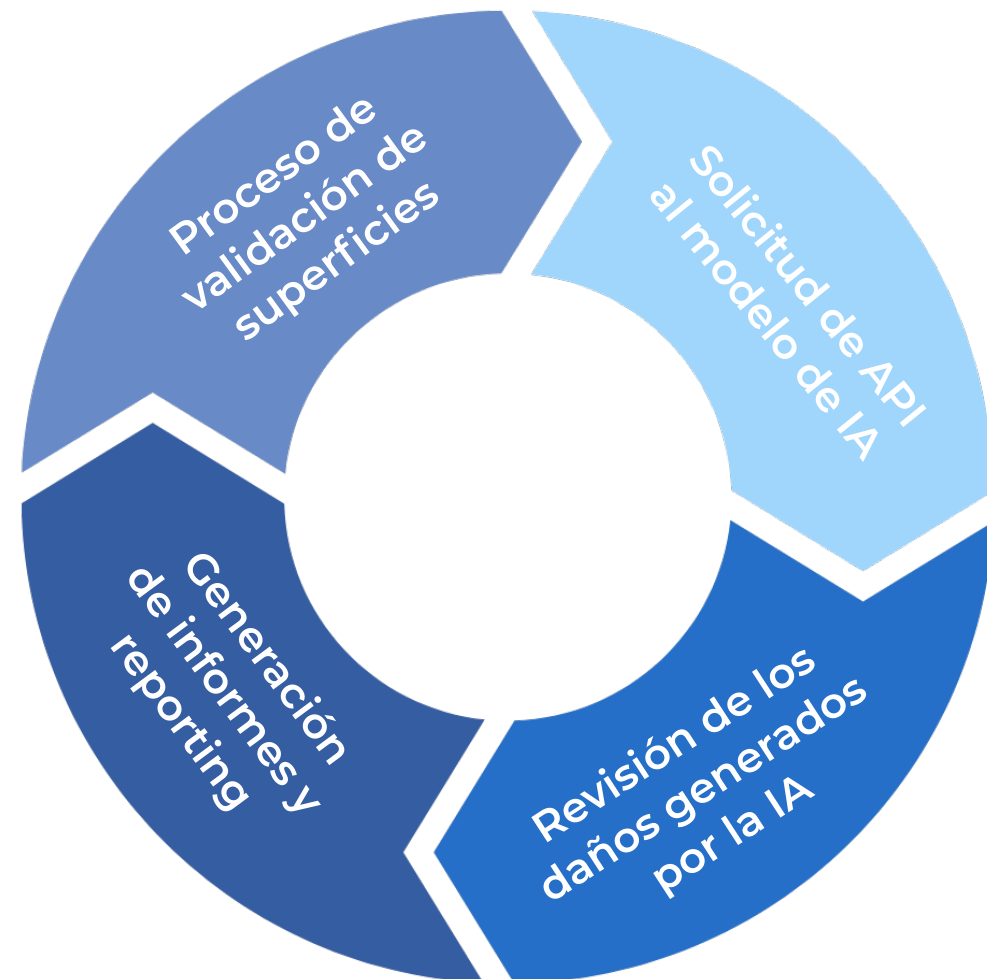 Proceso de
validación de
superficies
Solicitud de API
al modelo de IA
Revisión de los
daños generados
por la IA
Generación
de informes y
reporting